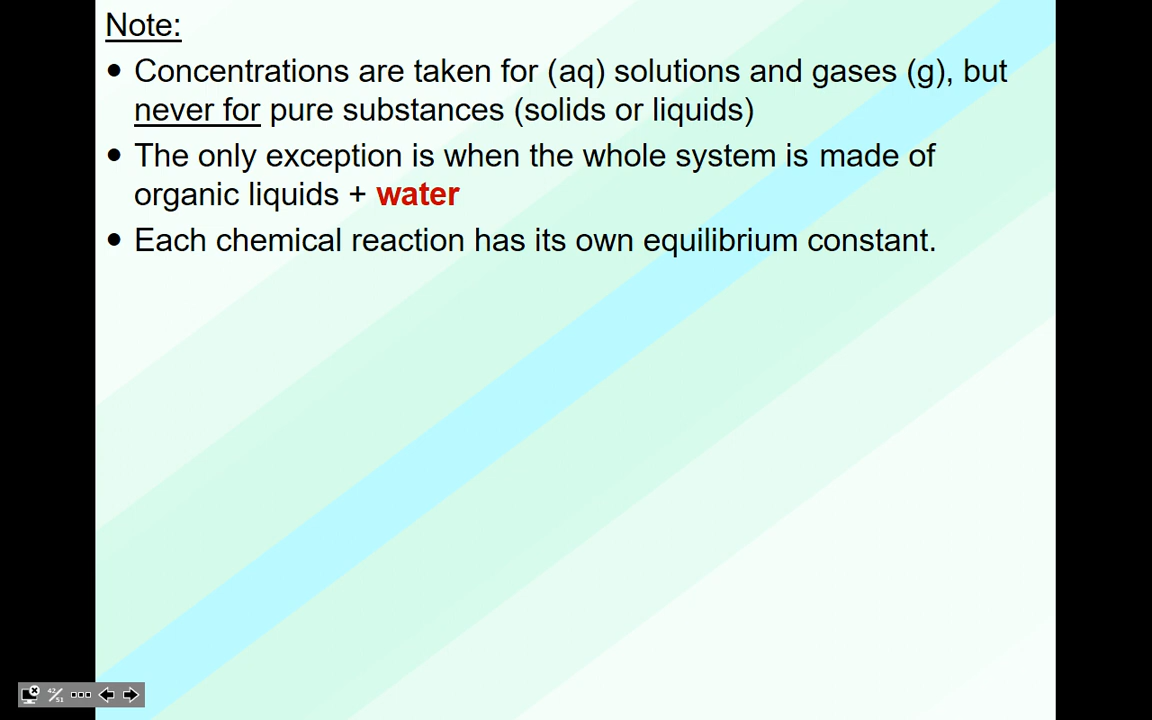 Note:
• Concentrations are taken for (aq) solutions and gases (g), but
never for pure substances (solids or liquids)
• The only exception is when the whole system is made of
organic liquids + water
• Each chemical reaction has its own equilibrium constant.
42/51